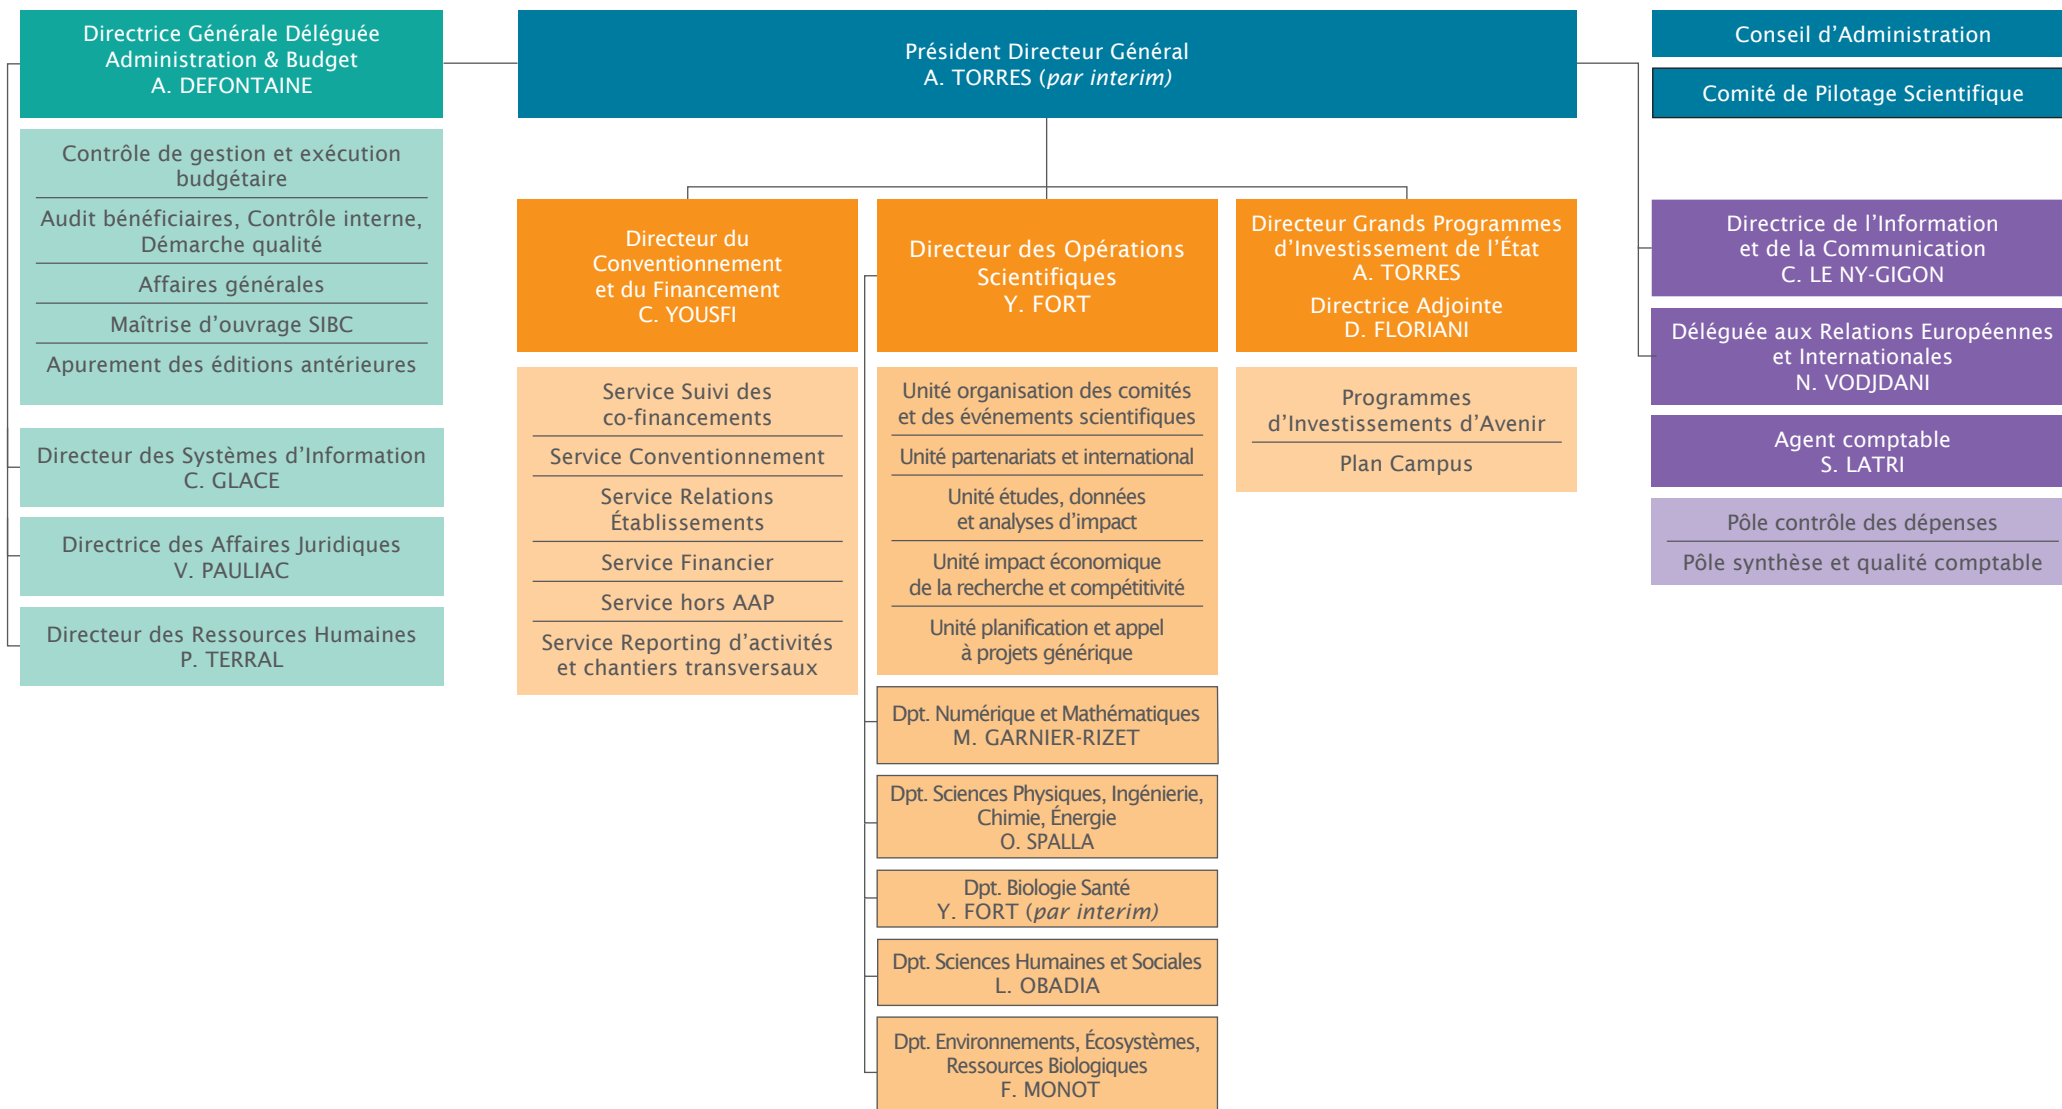 Directrice Générale Déléguée
Administration & Budget
A. DEFONTAINE
Contrôle de gestion et exécution
budgétaire
Audit bénéficiaires, Contrôle interne,
Démarche qualité
Affaires générales
Maîtrise d’ouvrage SIBC
Apurement des éditions antérieures
Directeur des Systèmes d’Information
C. GLACE
Directrice des Affaires Juridiques
V. PAULIAC
Directeur des Ressources Humaines
P. TERRAL
Président Directeur Général
A. TORRES (par interim)
Directeur du
Conventionnement
et du Financement
C. YOUSFI
Service Suivi des
co-financements
Service Conventionnement
Service Relations
Établissements
Service Financier
Service hors AAP
Service Reporting d’activités
et chantiers transversaux
Directeur des Opérations
Scientifiques
Y. FORT
Unité organisation des comités
et des événements scientifiques
Unité partenariats et international
Unité études, données
et analyses d’impact
Unité impact économique
de la recherche et compétitivité
Unité planification et appel
à projets générique
Dpt. Numérique et Mathématiques
M. GARNIER-RIZET
Dpt. Sciences Physiques, Ingénierie,
Chimie, Énergie
O. SPALLA
Dpt. Biologie Santé
Y. FORT (par interim)
Dpt. Sciences Humaines et Sociales
L. OBADIA
Dpt. Environnements, Écosystèmes,
Ressources Biologiques
F. MONOT
Directeur Grands Programmes
d’Investissement de l’État
A. TORRES
Directrice Adjointe
D. FLORIANI
Programmes
d’Investissements d’Avenir
Plan Campus
Conseil d’Administration
Comité de Pilotage Scientifique
Directrice de l’Information
et de la Communication
C. LE NY-GIGON
Déléguée aux Relations Européennes
et Internationales
N. VODJDANI
Agent comptable
S. LATRI
Pôle contrôle des dépenses
Pôle synthèse et qualité comptable